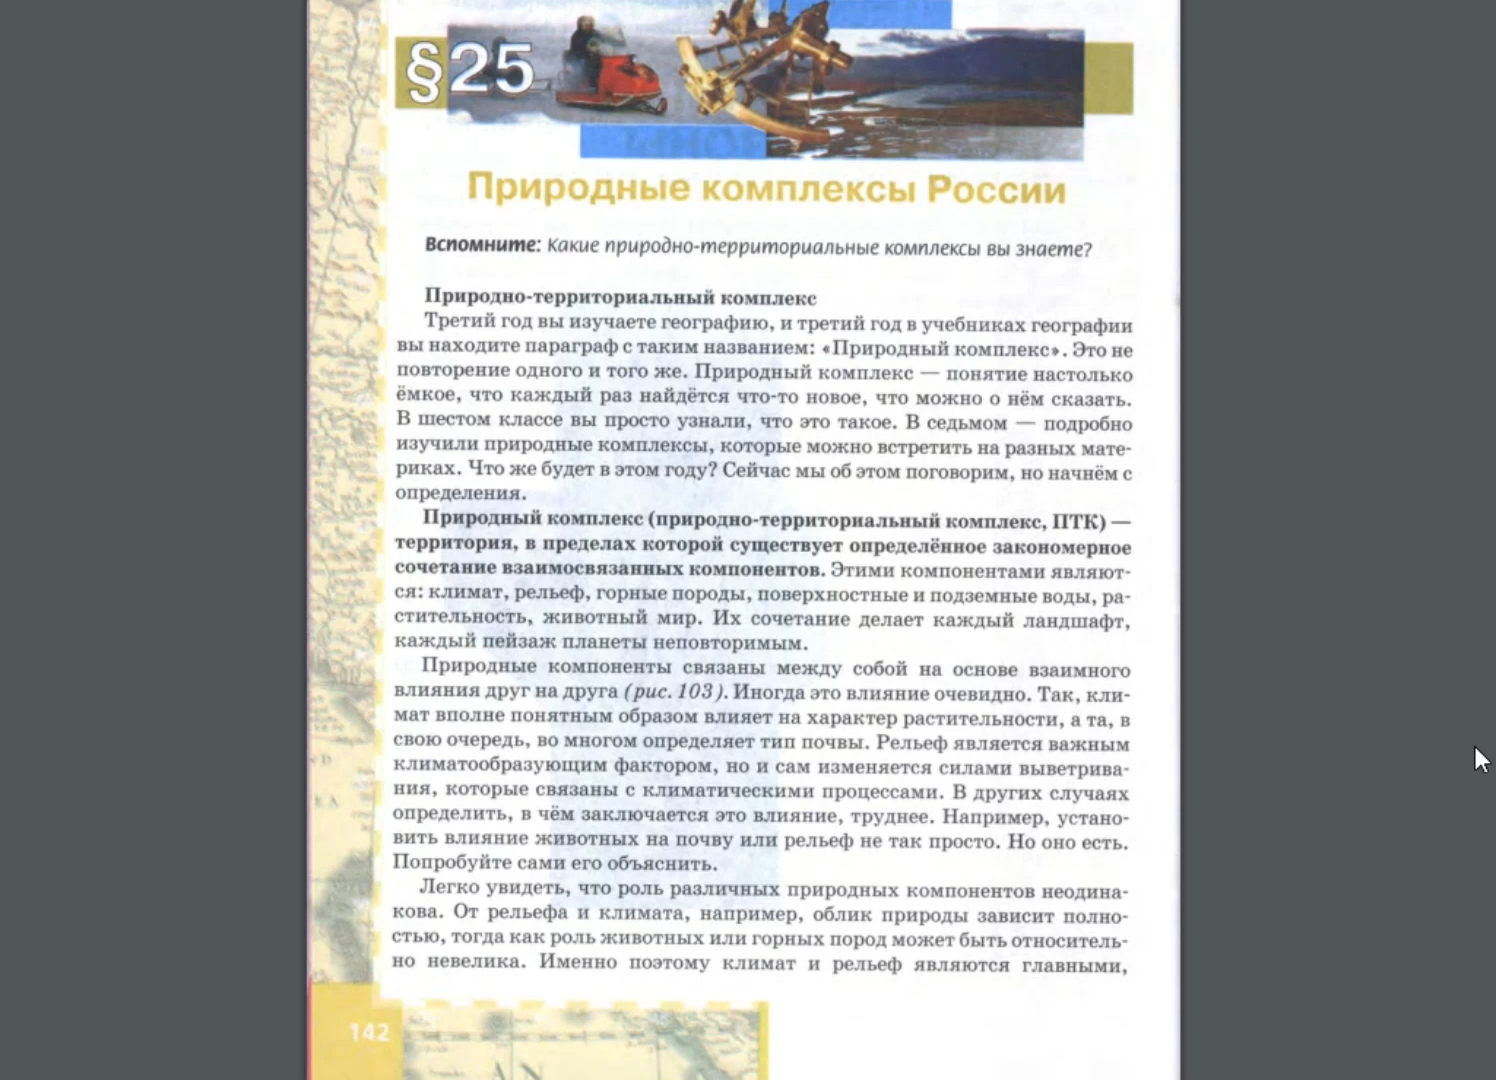 §25
Природные комплексы России
Вспомните: Какие природно-территориальные комплексы вы знаете?
Природно-территориальный комплекс
Третий год вы изучаете географию, и третий год в учебниках географии
вы находите параграф с таким названием: «Природный комплекс». Это не
повторение одного и того же. Природный комплекс — понятие настолько
ёмкое, что каждый раз найдётся что-то новое, что можно о нём сказать.
В шестом классе вы просто узнали, что это такое. В седьмом — подробно
изучили природные комплексы, которые можно встретить на разных мате-
риках. Что же будет в этом году? Сейчас мы об этом поговорим, но начнём с
определения.
Природный комплекс (природно-территориальный комплекс, ПТК) —
территория, в пределах которой существует определённое закономерное
сочетание взаимосвязанных компонентов. Этими компонентами являют-
ся: климат, рельеф, горные породы, поверхностные и подземные воды, ра-
стительность, животный мир. Их сочетание делает каждый ландшафт,
каждый пейзаж планеты неповторимым.
Природные компоненты связаны между собой на основе взаимного
влияния друг на друга (рис. 103). Иногда это влияние очевидно. Так, кли-
мат вполне понятным образом влияет на характер растительности, а та, в
свою очередь, во многом определяет тип почвы. Рельеф является важным
климатообразующим фактором, но и сам изменяется силами выветрива-
ния, которые связаны с климатическими процессами. В других случаях
определить, в чём заключается это влияние, труднее. Например, устано-
вить влияние животных на почву или рельеф не так просто. Но оно есть.
Попробуйте сами его объяснить.
Легко увидеть, что роль различных природных компонентов неодина-
кова. От рельефа и климата, например, облик природы зависит полно-
стью, тогда как роль животных или горных пород может быть относитель-
но невелика. Именно поэтому климат и рельеф являются главными,
142